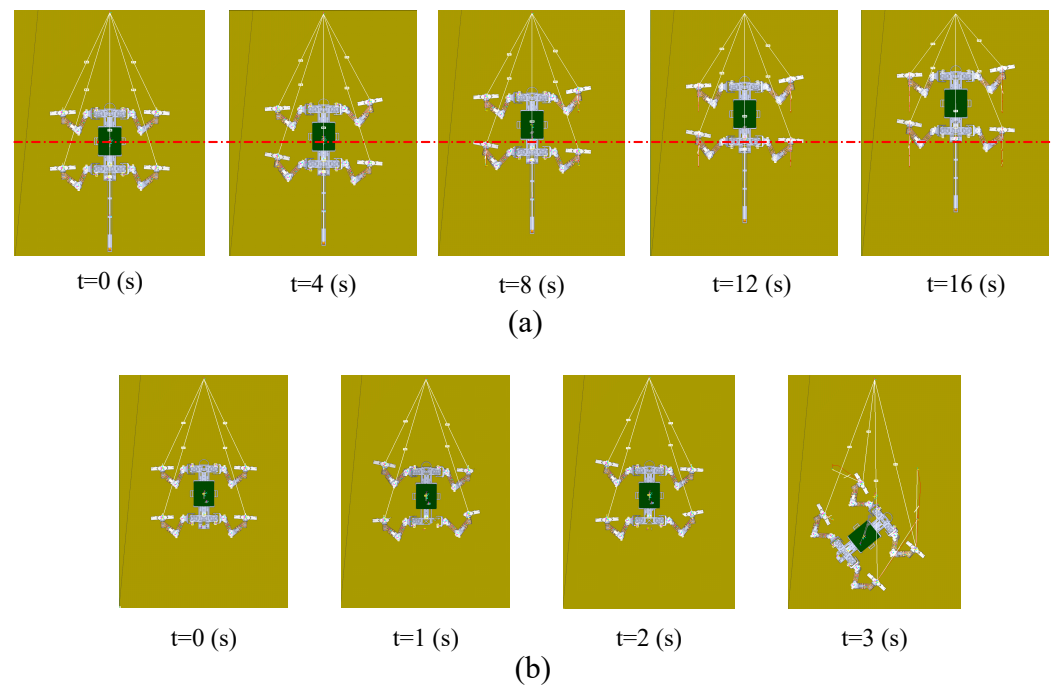 t=0 (s) t=4 (s) t=8 (s) t=12 (s) t=16 (s)
(a)
t=0 (s) t=1 (s) t=2 (s) t=3 (s)
(b)